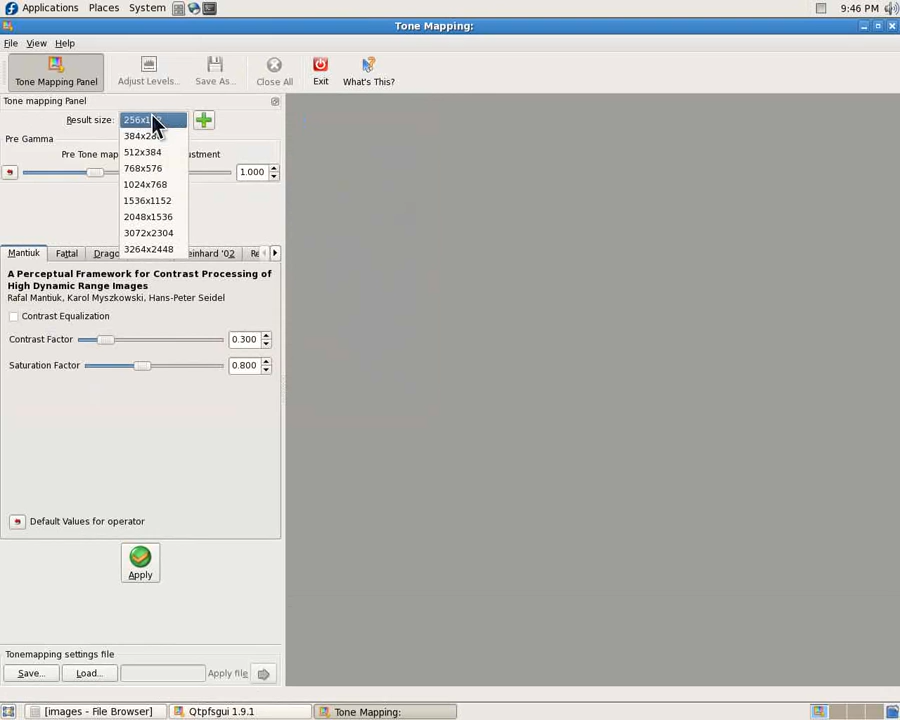 Applications Places System 9:46 PM
Tone Mapping:
File View Help
Tone Mapping Panel Adjust Levels... Save As... Close All Exit What's This?
Tone mapping Panel
Result size:
384x2
Pre Gamma
512x384
Pre Tone ustment
768x576
1.000
1024x768
1536x1152
2048x1536
3072x2304
3264x2448
Mantiuk Fattal Drago einhard '02 Re
A Perceptual Framework for Contrast Processing of
High Dynamic Range Images
Rafal Mantiuk, Karol Myszkowski, Hans-Peter Seidel
Contrast Equalization
Contrast Factor 0.300
Saturation Factor 0.800
Default Values for operator
Apply
Tonemapping settings file
Save... Load... Apply file
[images - File Browser] Qtpfsgui 1.9.1 Tone Mapping: